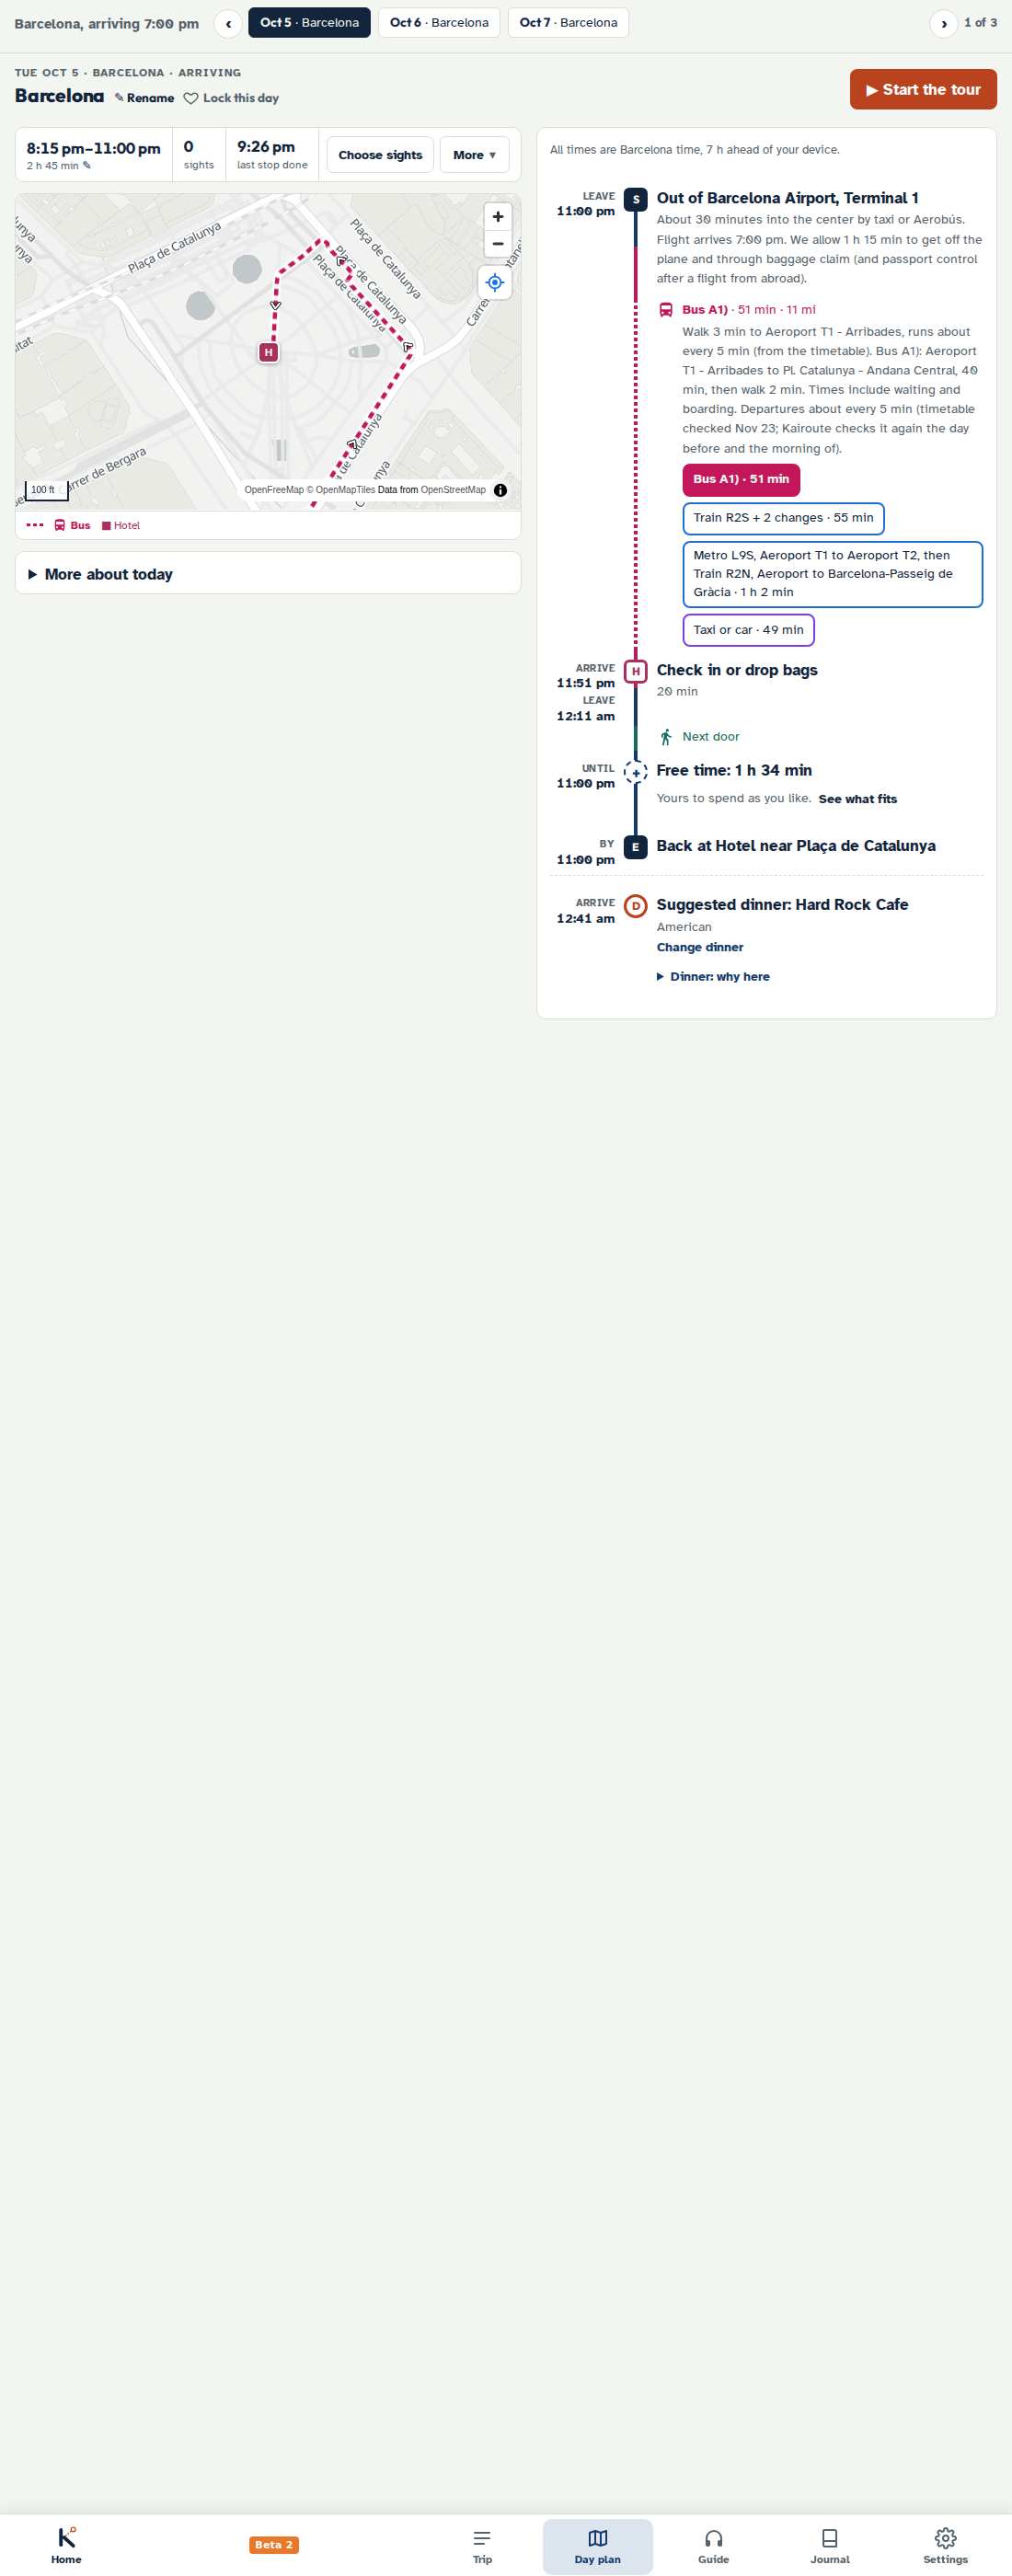 Barcelona, arriving 7:00 pm
‹
Oct 5 · Barcelona
Oct 6 · Barcelona
Oct 7 · Barcelona
›
1 of 3
TUE OCT 5 · BARCELONA · ARRIVING
Barcelona ✎ Rename Lock this day
▶ Start the tour
8:15 pm–11:00 pm
2 h 45 min ✎
0
sights
9:26 pm
last stop done
Choose sights
More ▾
Plaça de Catalunya
Plaça de Catalunya
Plaça de Catalunya
Plaça de Catalunya
de Catalunya
Carrer de Bergara
+
−
H
100 ft
OpenFreeMap © OpenMapTiles Data from OpenStreetMap
Bus Hotel
▶ More about today
All times are Barcelona time, 7 h ahead of your device.
LEAVE
11:00 pm
S
Out of Barcelona Airport, Terminal 1
About 30 minutes into the center by taxi or Aerobús.
Flight arrives 7:00 pm. We allow 1 h 15 min to get off the
plane and through baggage claim (and passport control
after a flight from abroad).
Bus A1) · 51 min · 11 mi
Walk 3 min to Aeroport T1 - Arribades, runs about
every 5 min (from the timetable). Bus A1): Aeroport
T1 - Arribades to Pl. Catalunya - Andana Central, 40
min, then walk 2 min. Times include waiting and
boarding. Departures about every 5 min (timetable
checked Nov 23; Kairoute checks it again the day
before and the morning of).
Bus A1) · 51 min
Train R2S + 2 changes · 55 min
Metro L9S, Aeroport T1 to Aeroport T2, then
Train R2N, Aeroport to Barcelona-Passeig de
Gràcia · 1 h 2 min
Taxi or car · 49 min
ARRIVE
11:51 pm
LEAVE
12:11 am
H
Check in or drop bags
20 min
Next door
UNTIL
11:00 pm
+
Free time: 1 h 34 min
Yours to spend as you like. See what fits
BY
11:00 pm
E
Back at Hotel near Plaça de Catalunya
ARRIVE
12:41 am
D
Suggested dinner: Hard Rock Cafe
American
Change dinner
▶ Dinner: why here
Home
Beta 2
Trip
Day plan
Guide
Journal
Settings